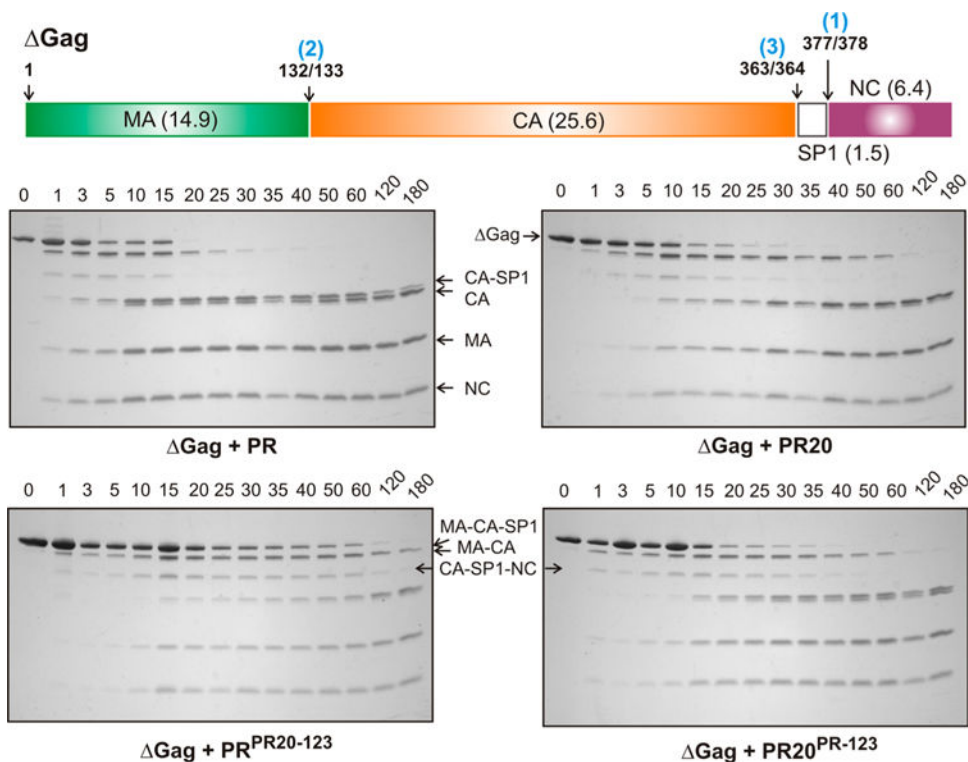 ΔGag
1
(2)
132/133
(3)
363/364
(1)
377/378
MA (14.9)
CA (25.6)
NC (6.4)
SP1 (1.5)
0 1 3 5 10 15 20 25 30 35 40 50 60 120 180
0 1 3 5 10 15 20 25 30 35 40 50 60 120 180
ΔGag
CA-SP1
CA
MA
NC
ΔGag + PR
ΔGag + PR20
0 1 3 5 10 15 20 25 30 35 40 50 60 120 180
0 1 3 5 10 15 20 25 30 35 40 50 60 120 180
MA-CA-SP1
MA-CA
CA-SP1-NC
ΔGag + PR^PR20-123
ΔGag + PR20^PR-123